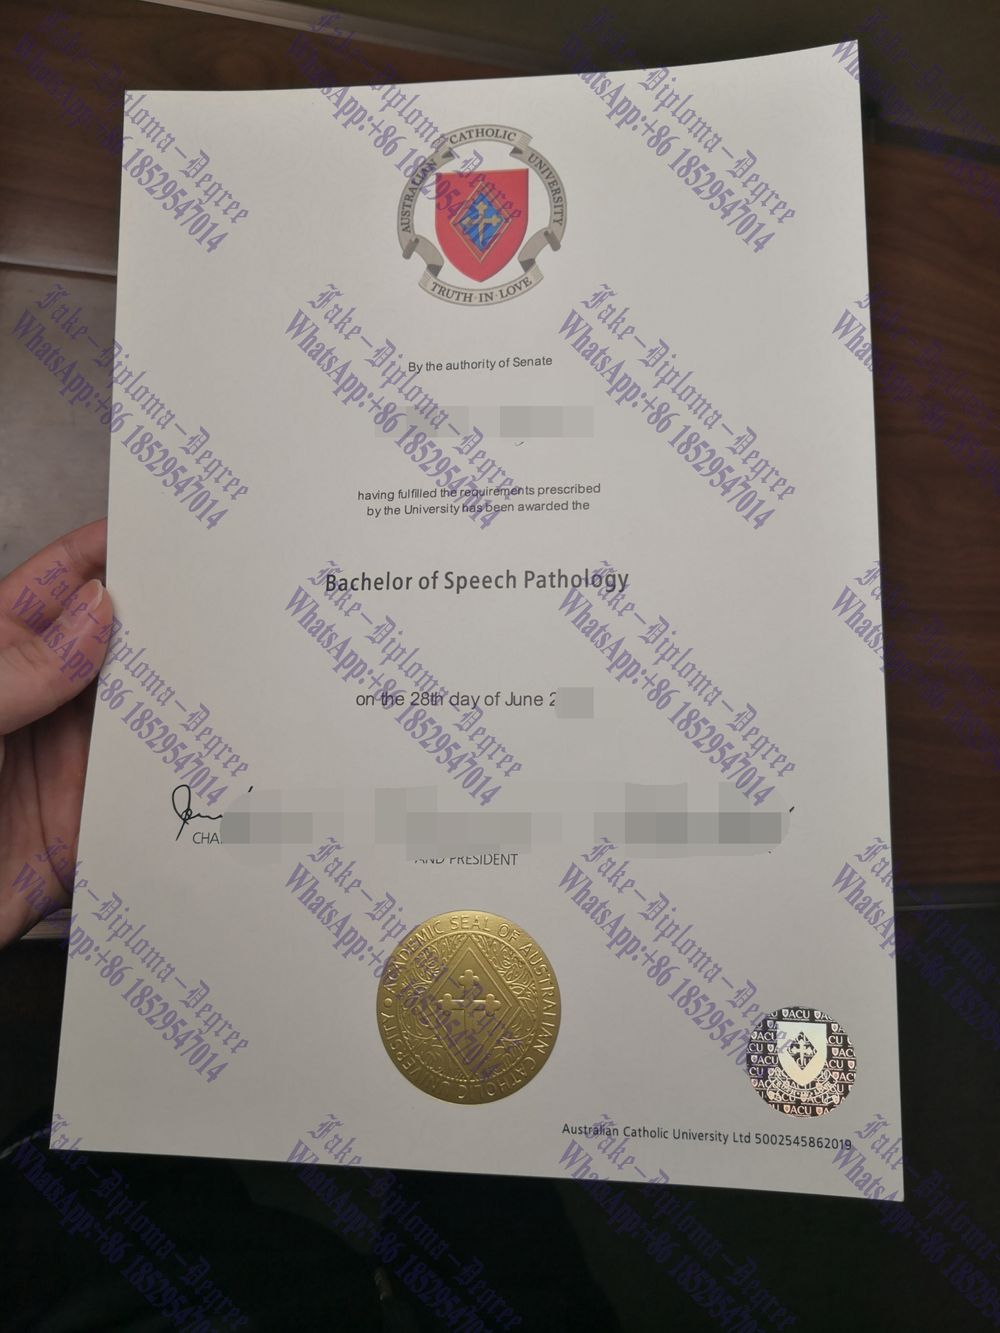 AUSTRALIAN CATHOLIC UNIVERSITY
TRUTH IN LOVE
By the authority of Senate
having fulfilled the requirements prescribed
by the University has been awarded the
Bachelor of Speech Pathology
on the 28th day of June 2
CHA
AND PRESIDENT
ACADEMIC SEAL OF AUSTRALIAN CATHOLIC UNIVERSITY
ACU
Australian Catholic University Ltd 5002545862019
Fake-Diploma-Degree
WhatsApp:+86 18529547014